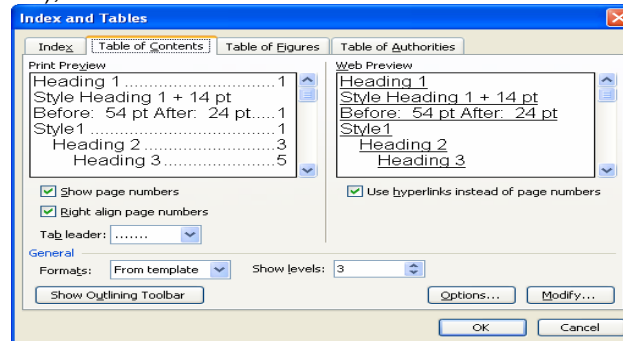 Index and Tables
Index Table of Contents Table of Figures Table of Authorities
Print Preview
Heading 1..............................1
Style Heading 1 + 14 pt
Before: 54 pt After: 24 pt.....1
Style1..............................1
Heading 2.........................3
Heading 3....................5
Web Preview
Heading 1
Style Heading 1 + 14 pt
Before: 54 pt After: 24 pt
Style1
Heading 2
Heading 3
Show page numbers
Right align page numbers
Tab leader: .......
Use hyperlinks instead of page numbers
General
Formats: From template Show levels: 3
Show Outlining Toolbar Options... Modify...
OK Cancel